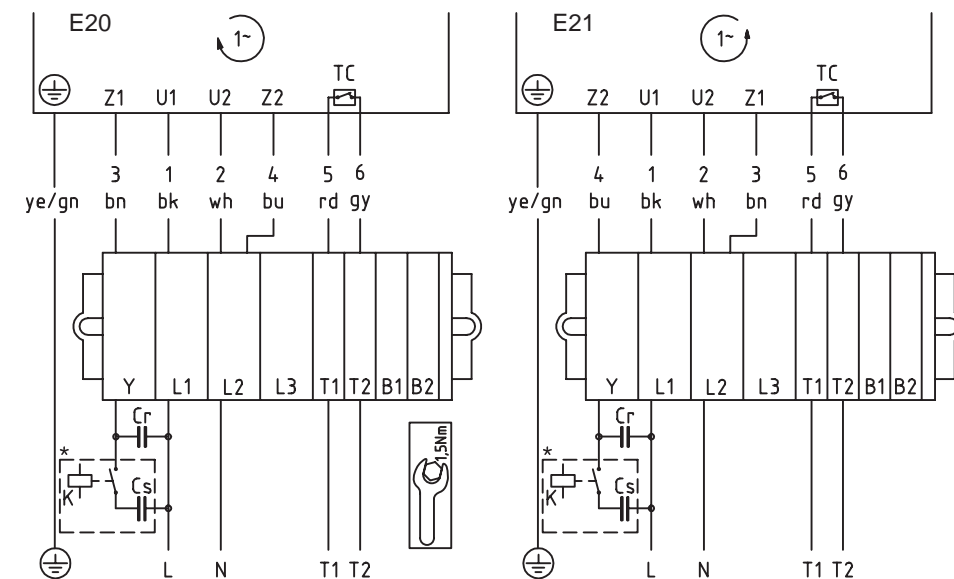 E20
1~
TC
Z1 U1 U2 Z2
3 1 2 4 5 6
ye/gn bn bk wh bu rd gy
Y L1 L2 L3 T1 T2 B1 B2
Cr
*
K Cs
1,5Nm
L N T1 T2
E21
1~
TC
Z2 U1 U2 Z1
4 1 2 3 5 6
ye/gn bu bk wh bn rd gy
Y L1 L2 L3 T1 T2 B1 B2
Cr
*
K Cs
L N T1 T2